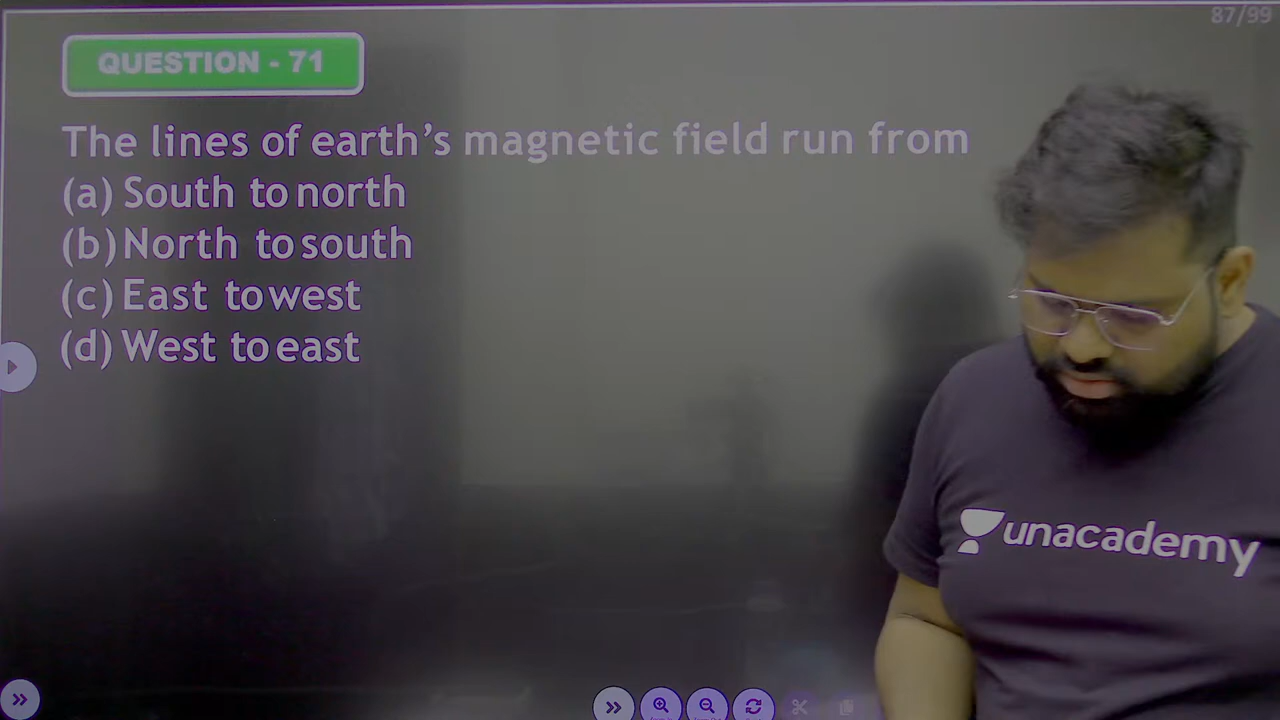 87/99
QUESTION - 71
The lines of earth's magnetic field run from
(a) South to north
(b) North to south
(c) East to west
(d) West to east
unacademy